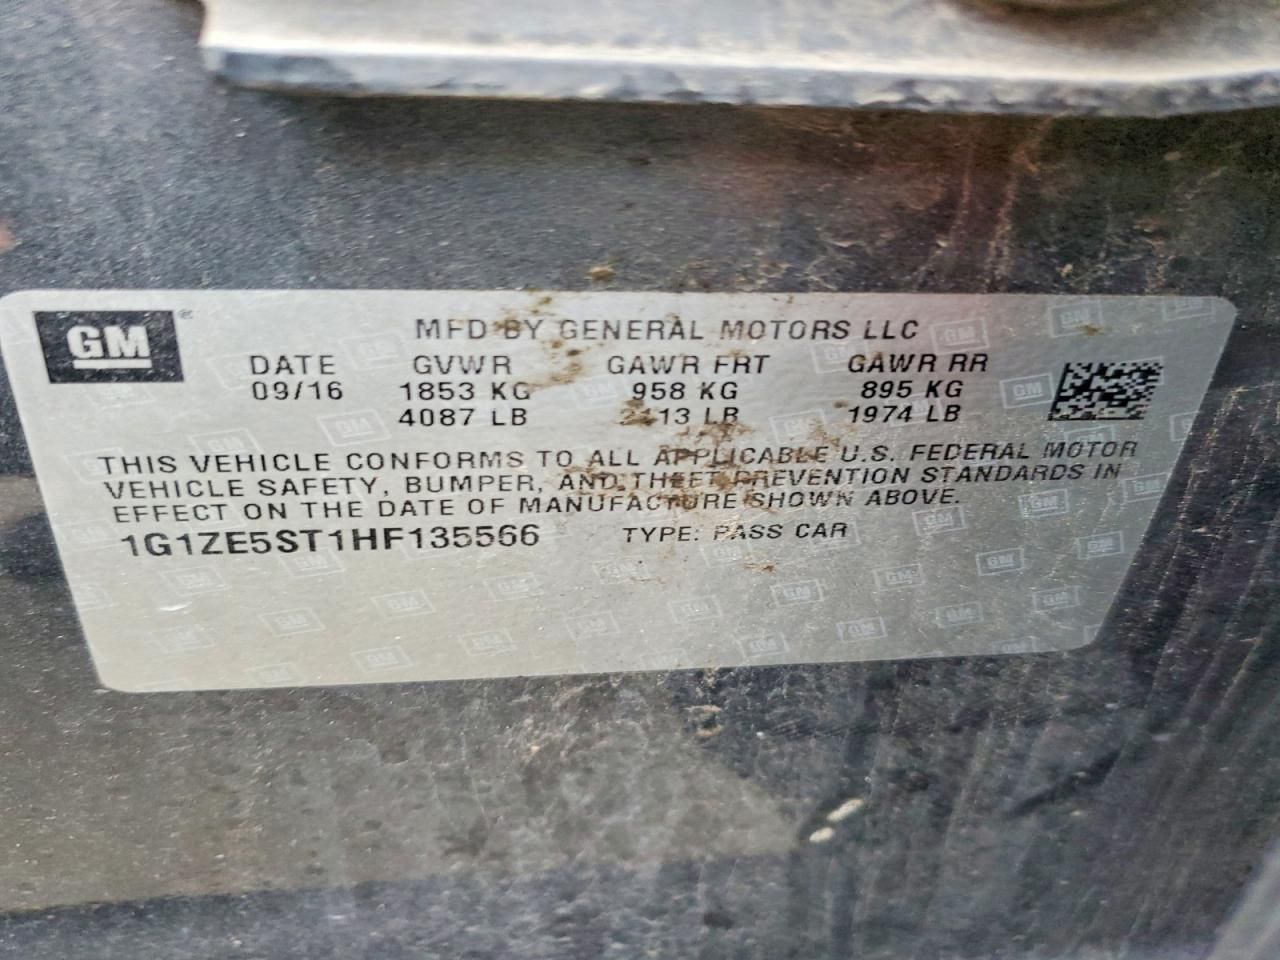 GM ®
MFD BY GENERAL MOTORS LLC
DATE GVWR GAWR FRT GAWR RR
09/16 1853 KG 958 KG 895 KG
4087 LB 2113 LB 1974 LB
THIS VEHICLE CONFORMS TO ALL APPLICABLE U.S. FEDERAL MOTOR
VEHICLE SAFETY, BUMPER, AND THEFT PREVENTION STANDARDS IN
EFFECT ON THE DATE OF MANUFACTURE SHOWN ABOVE.
1G1ZE5ST1HF135566 TYPE: PASS CAR